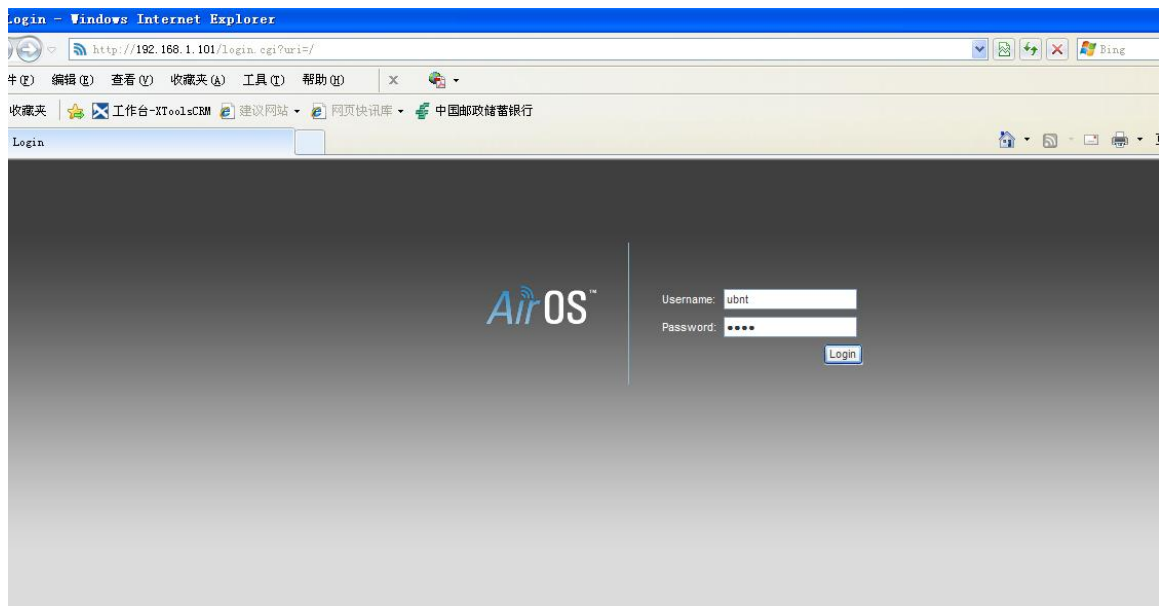 Login - Windows Internet Explorer
http://192.168.1.101/login.cgi?uri=/
Bing
件(F) 编辑(E) 查看(V) 收藏夹(A) 工具(T) 帮助(H) x
收藏夹 工作台-XToolsCRM 建议网站 网页快讯库 中国邮政储蓄银行
Login
AirOS™
Username: ubnt
Password: ••••
Login